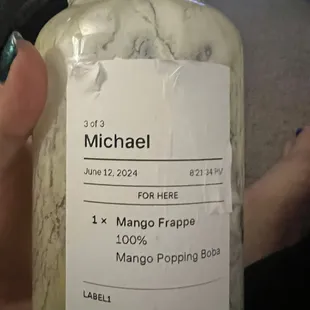 3 of 3
Michael
June 12, 2024 8:21:34 PM
FOR HERE
1 × Mango Frappe
100%
Mango Popping Boba
LABEL1